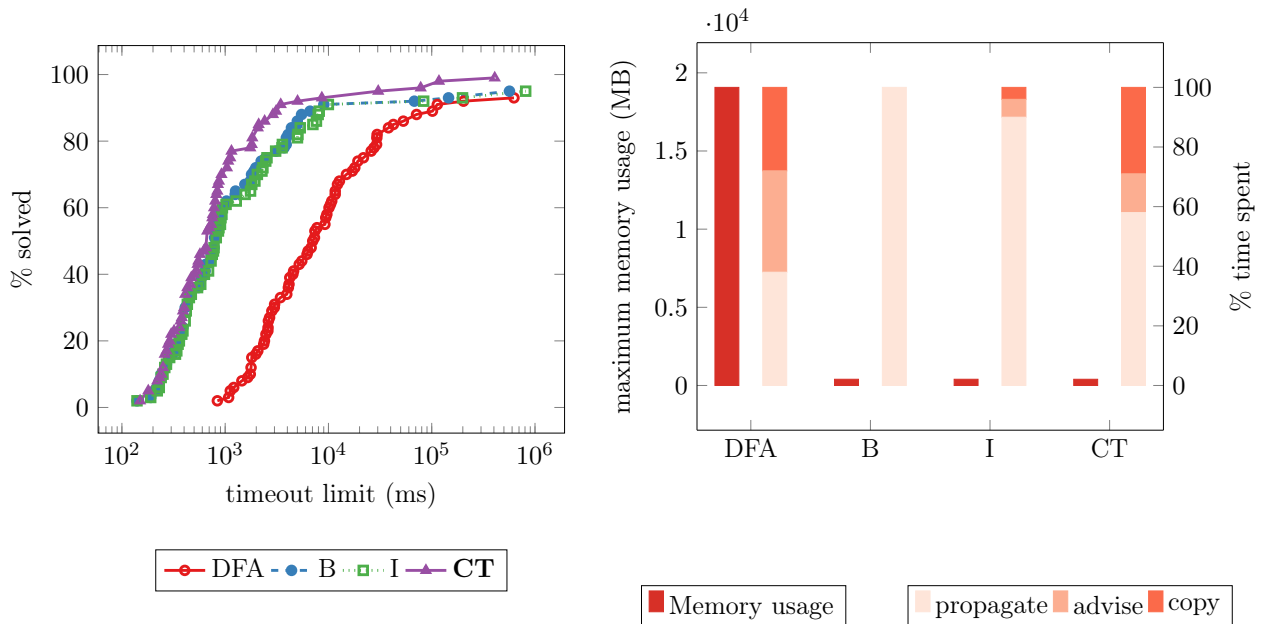 100
80
60
40
20
0
% solved
10^2 10^3 10^4 10^5 10^6
timeout limit (ms)
DFA B I CT
·10^4
2
1.5
1
0.5
0
maximum memory usage (MB)
100
80
60
40
20
0
% time spent
DFA B I CT
Memory usage
propagate advise copy